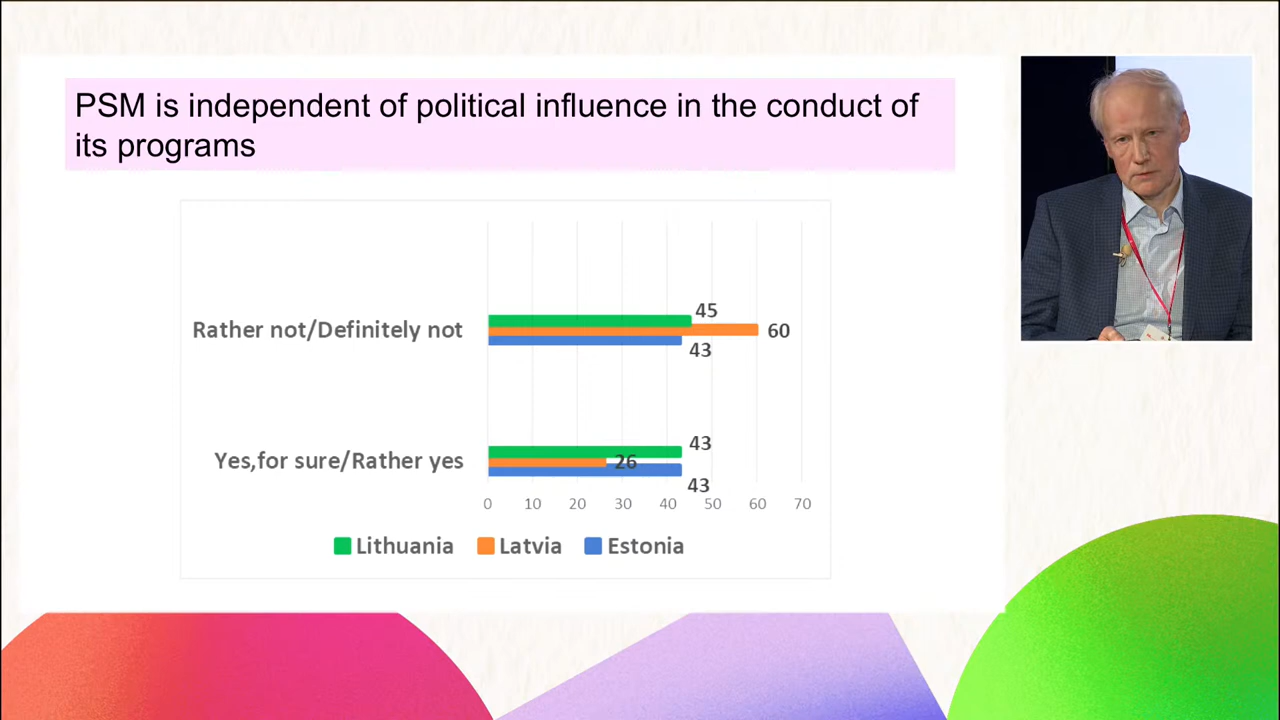 PSM is independent of political influence in the conduct of
its programs
45
Rather not/Definitely not
60
43
43
Yes,for sure/Rather yes
26
43
0 10 20 30 40 50 60 70
Lithuania Latvia Estonia